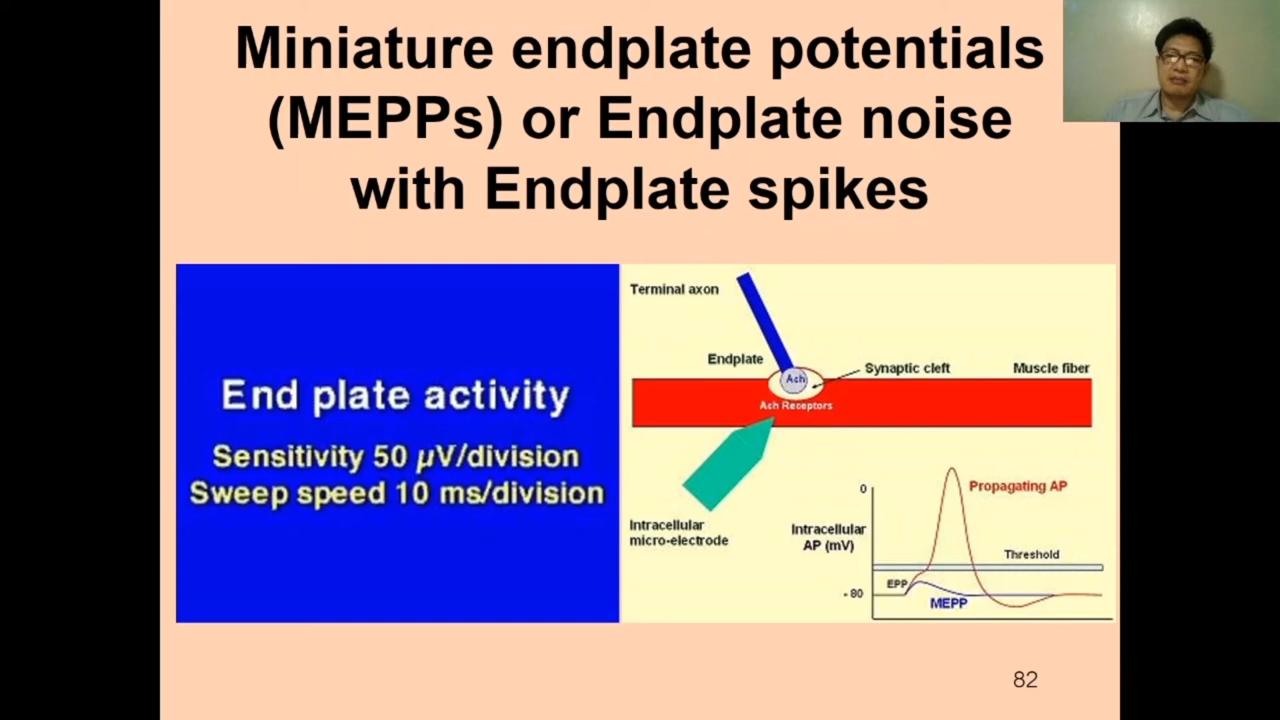 Miniature endplate potentials
(MEPPs) or Endplate noise
with Endplate spikes
End plate activity
Sensitivity 50 µV/division
Sweep speed 10 ms/division
Terminal axon
Endplate
Synaptic cleft
Muscle fiber
Ach
Ach Receptors
Intracellular
micro-electrode
0
Propagating AP
Intracellular
AP (mV)
Threshold
EPP
- 80
MEPP
82